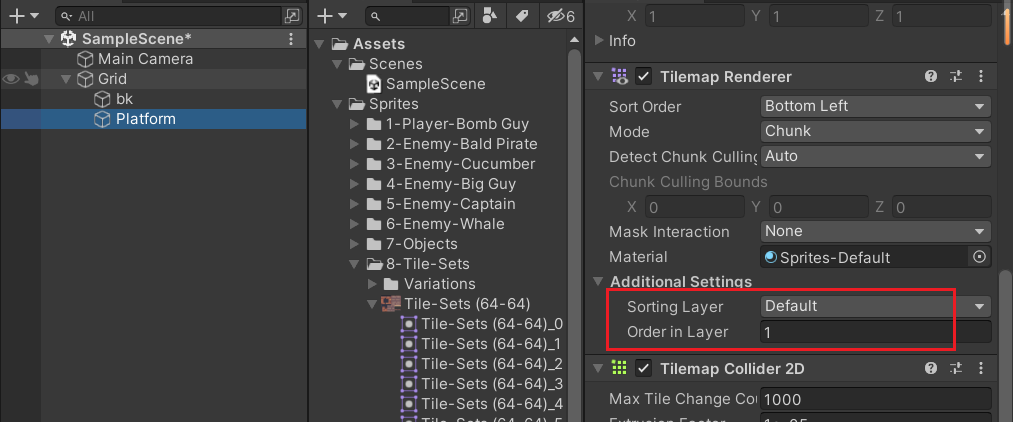 All
SampleScene*
Main Camera
Grid
bk
Platform
6
Assets
Scenes
SampleScene
Sprites
1-Player-Bomb Guy
2-Enemy-Bald Pirate
3-Enemy-Cucumber
4-Enemy-Big Guy
5-Enemy-Captain
6-Enemy-Whale
7-Objects
8-Tile-Sets
Variations
Tile-Sets (64-64)
Tile-Sets (64-64)_0
Tile-Sets (64-64)_1
Tile-Sets (64-64)_2
Tile-Sets (64-64)_3
Tile-Sets (64-64)_4
X 1 Y 1 Z 1
Info
Tilemap Renderer
Sort Order Bottom Left
Mode Chunk
Detect Chunk Culling Auto
Chunk Culling Bounds
X 0 Y 0 Z 0
Mask Interaction None
Material Sprites-Default
Additional Settings
Sorting Layer Default
Order in Layer 1
Tilemap Collider 2D
Max Tile Change Cou 1000
1